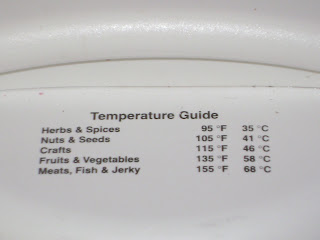 Temperature Guide
Herbs & Spices 95 °F 35 °C
Nuts & Seeds 105 °F 41 °C
Crafts 115 °F 46 °C
Fruits & Vegetables 135 °F 58 °C
Meats, Fish & Jerky 155 °F 68 °C